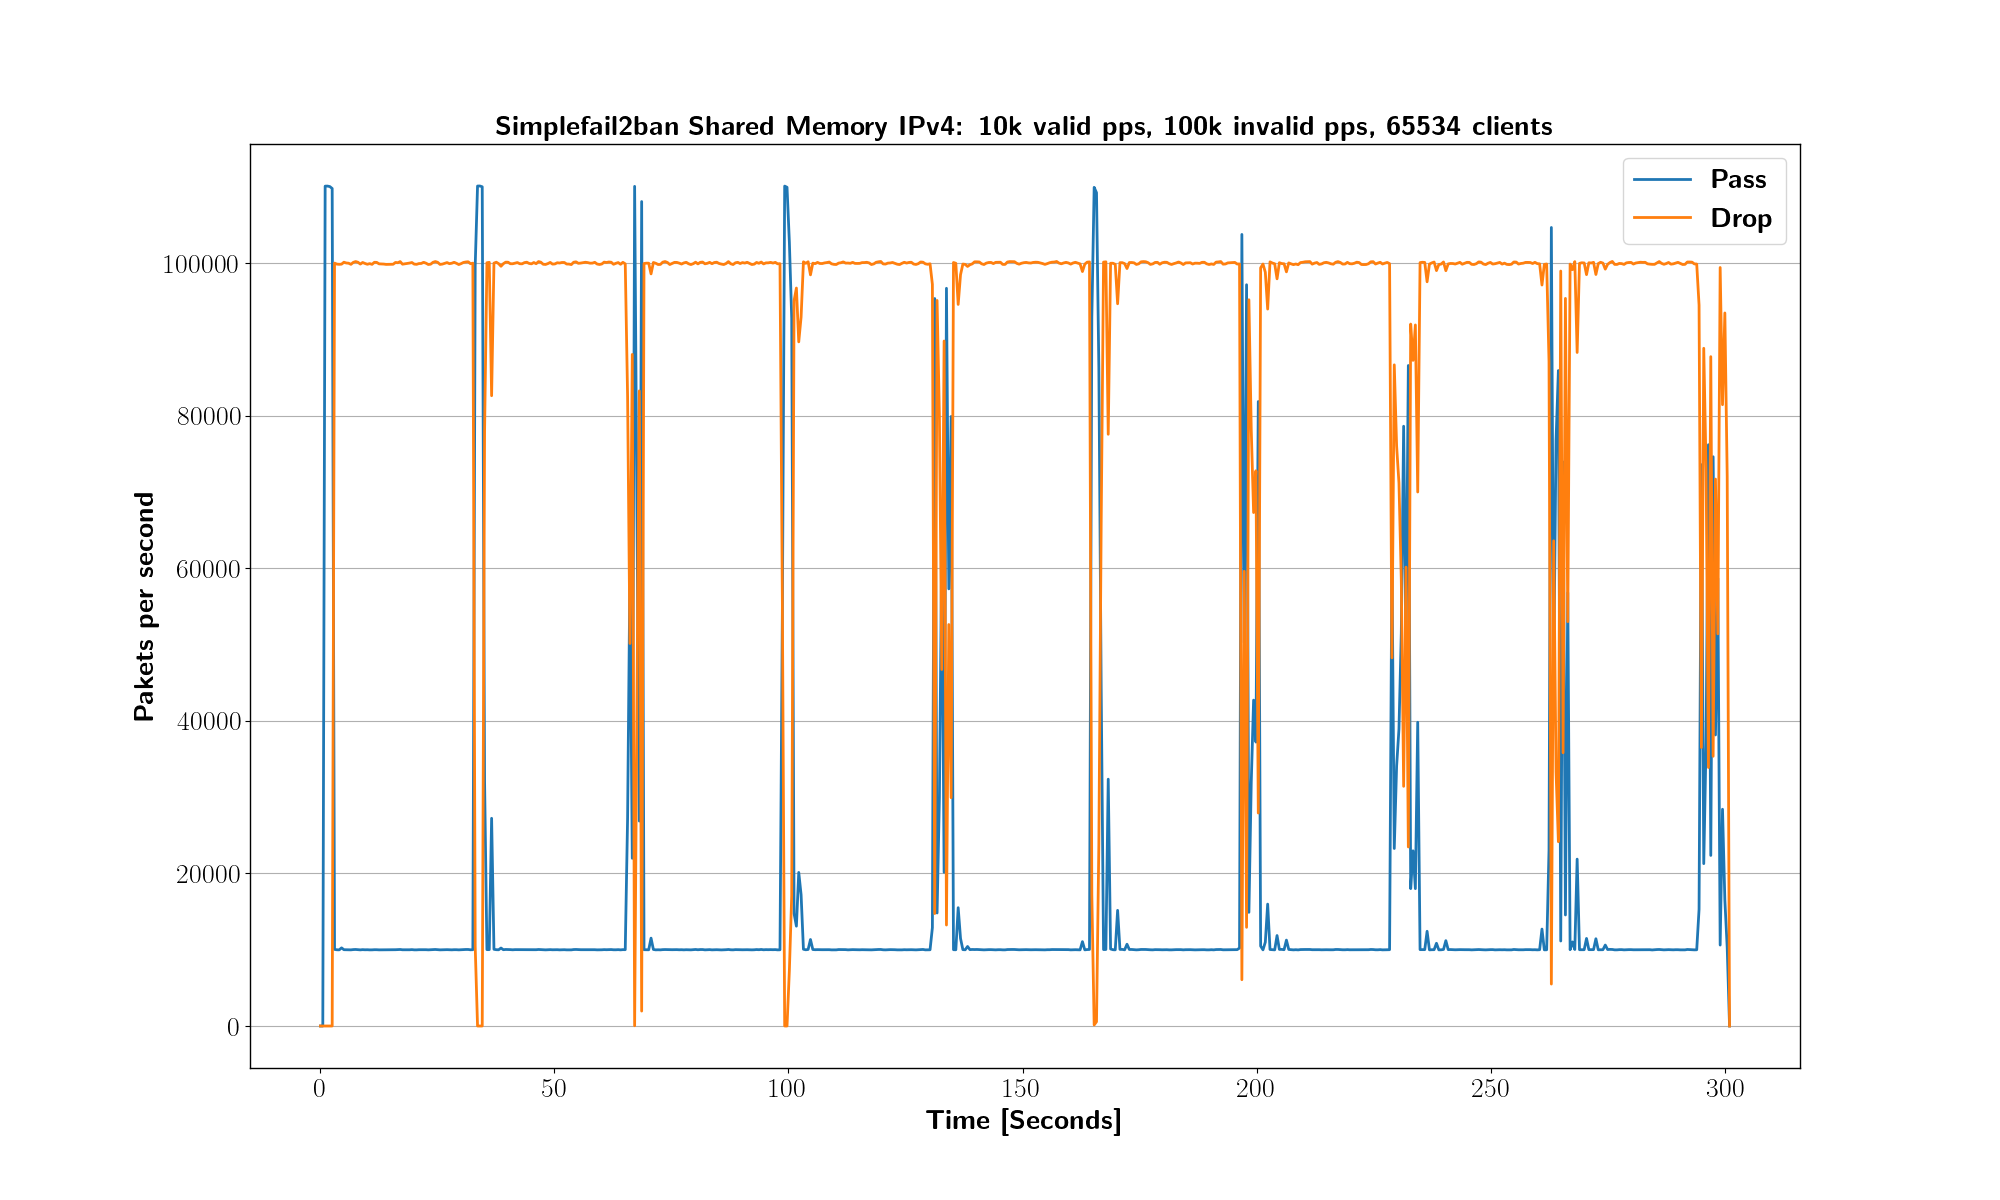 Simplefail2ban Shared Memory IPv4: 10k valid pps, 100k invalid pps, 65534 clients
Pass
Drop
100000
80000
60000
40000
20000
0
Pakets per second
0 50 100 150 200 250 300
Time [Seconds]